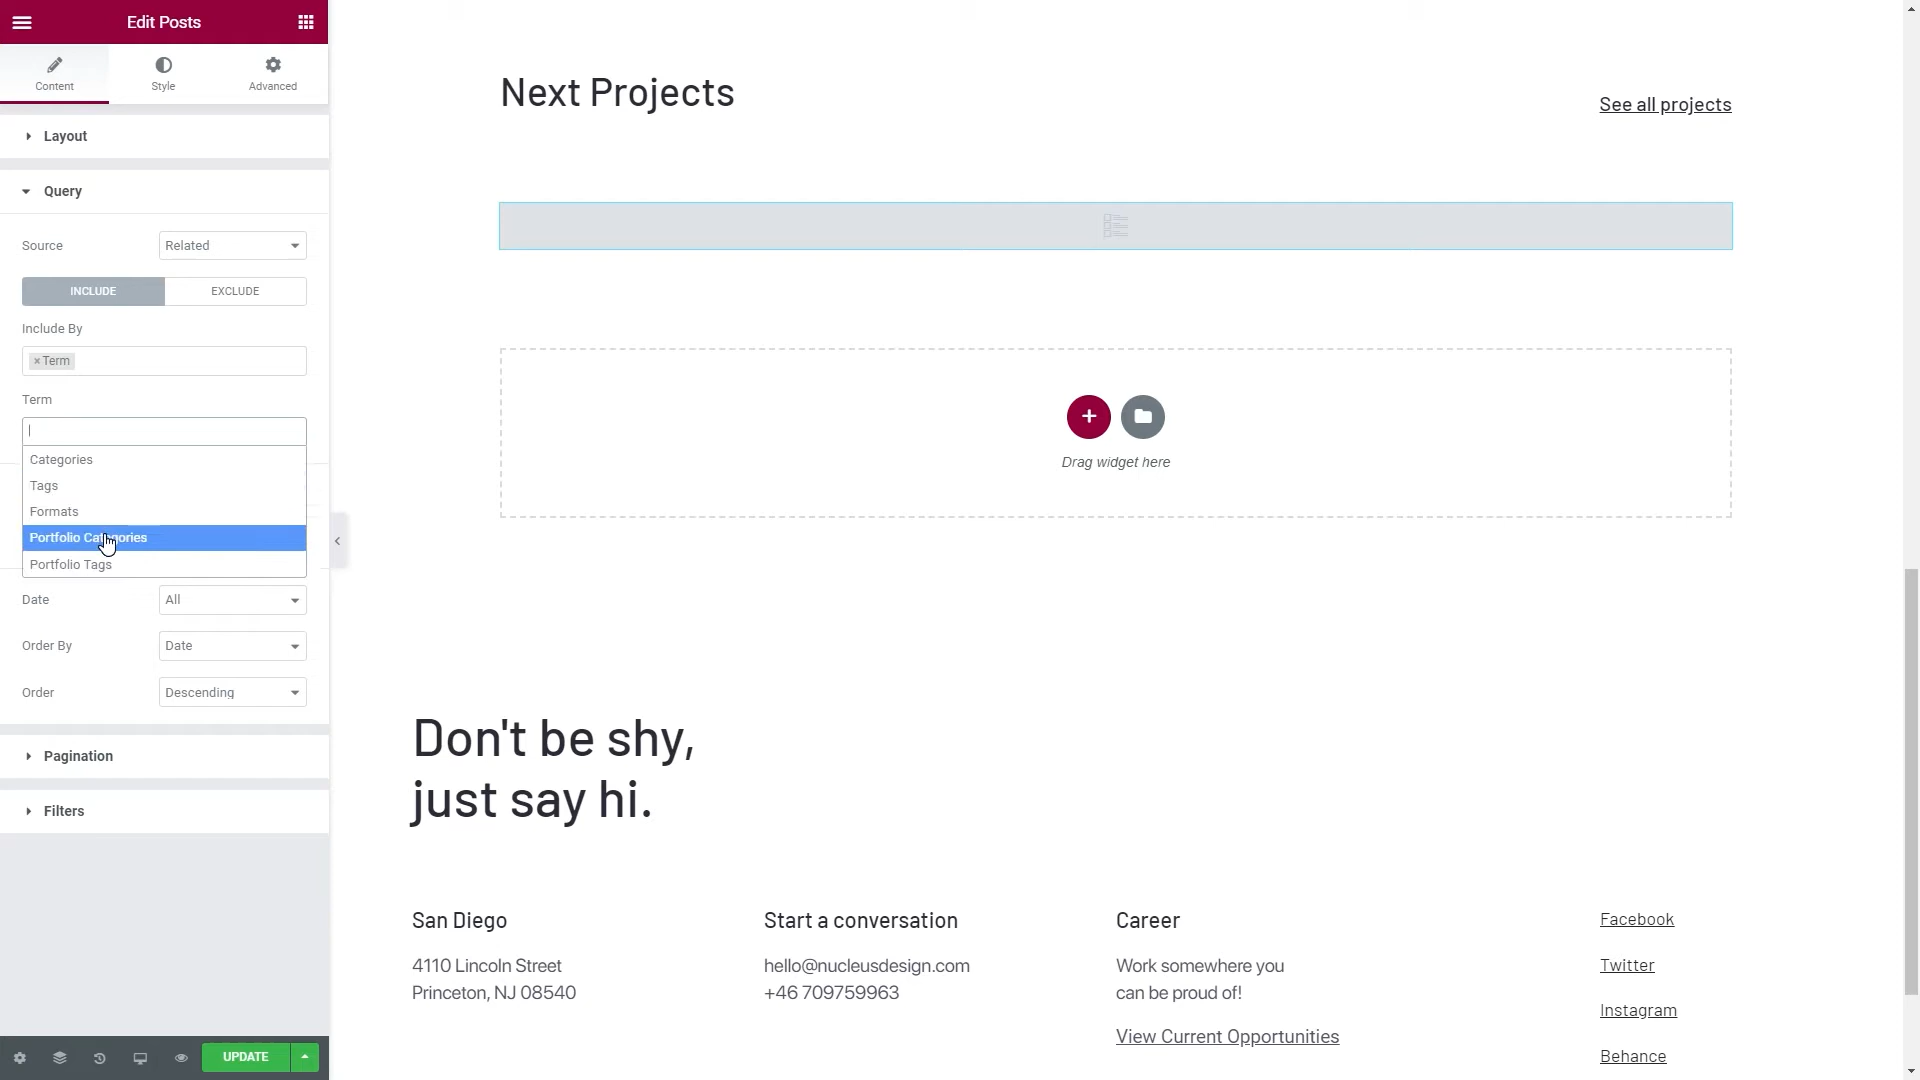 Edit Posts
Content
Style
Advanced
Layout
Query
Source
Related
INCLUDE
EXCLUDE
Include By
× Term
Term
Categories
Tags
Formats
Portfolio Categories
Portfolio Tags
Date
All
Order By
Date
Order
Descending
Pagination
Filters
UPDATE
Next Projects
See all projects
Drag widget here
Don't be shy,
just say hi.
San Diego
4110 Lincoln Street
Princeton, NJ 08540
Start a conversation
hello@nucleusdesign.com
+46 709759963
Career
Work somewhere you
can be proud of!
View Current Opportunities
Facebook
Twitter
Instagram
Behance